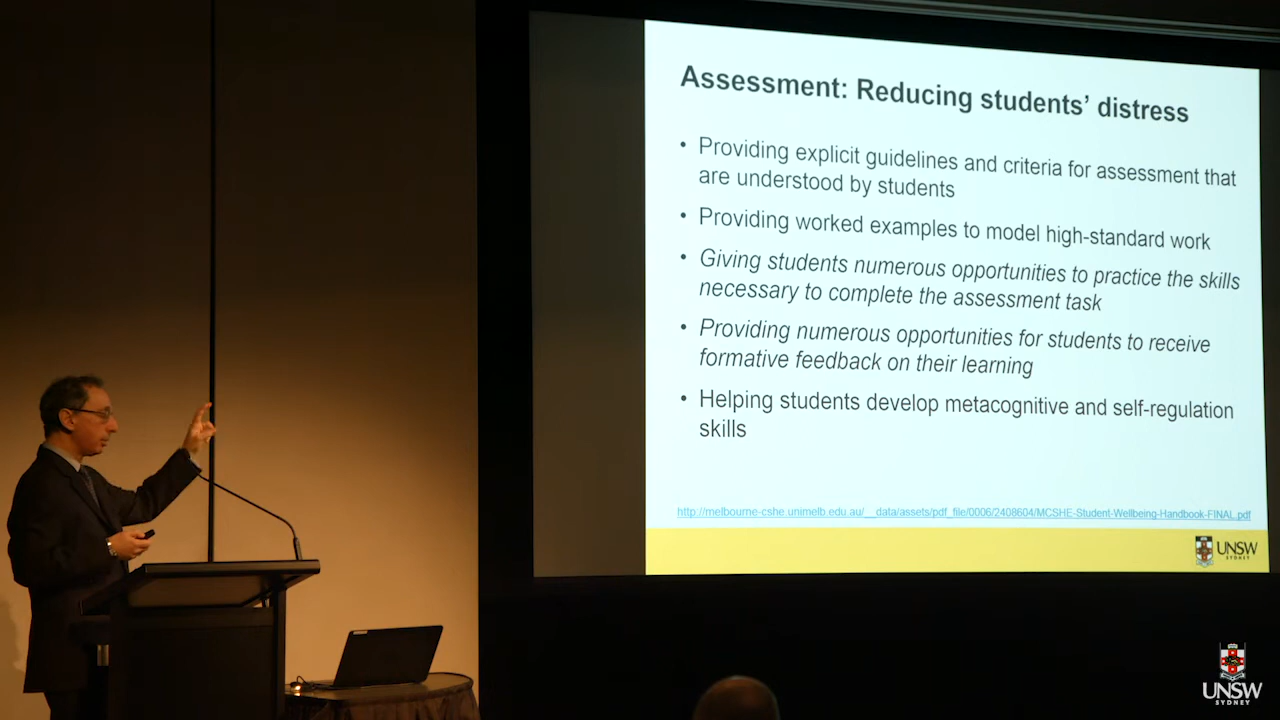 Assessment: Reducing students’ distress
• Providing explicit guidelines and criteria for assessment that
are understood by students
• Providing worked examples to model high-standard work
• Giving students numerous opportunities to practice the skills
necessary to complete the assessment task
• Providing numerous opportunities for students to receive
formative feedback on their learning
• Helping students develop metacognitive and self-regulation
skills
http://melbourne-cshe.unimelb.edu.au/__data/assets/pdf_file/0006/2408604/MCSHE-Student-Wellbeing-Handbook-FINAL.pdf
UNSW
SYDNEY
UNSW
SYDNEY